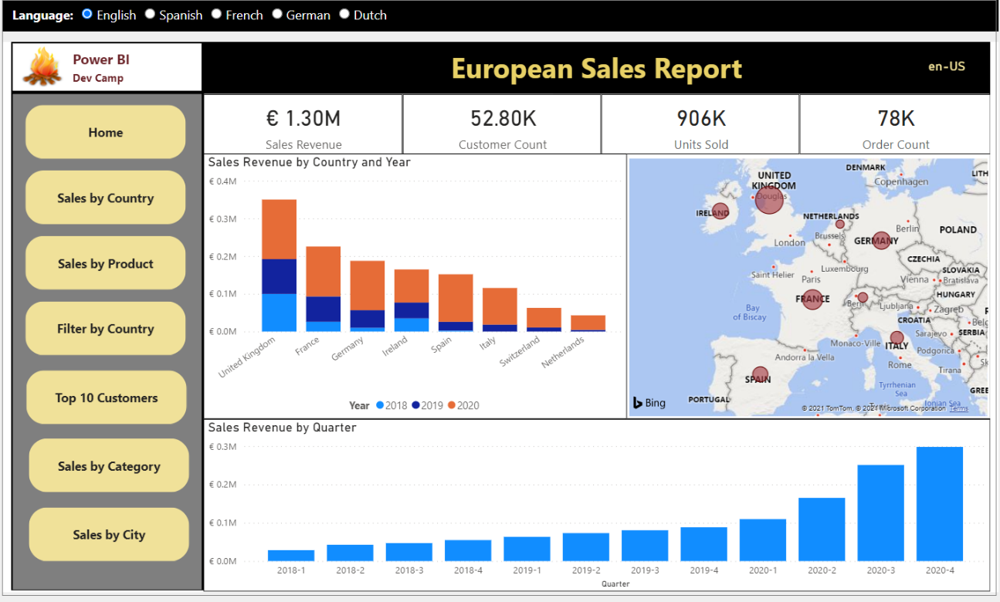 Language: English Spanish French German Dutch
Power BI
Dev Camp
European Sales Report
en-US
Home
Sales by Country
Sales by Product
Filter by Country
Top 10 Customers
Sales by Category
Sales by City
€ 1.30M
Sales Revenue
52.80K
Customer Count
906K
Units Sold
78K
Order Count
Sales Revenue by Country and Year
€ 0.4M
€ 0.3M
€ 0.2M
€ 0.1M
€ 0.0M
United Kingdom
France
Germany
Ireland
Spain
Italy
Switzerland
Netherlands
Year 2018 2019 2020
DENMARK
UNITED
KINGDOM
Copenhagen
LITH
Douglas
IRELAND
NETHERLANDS
Berlin
POLAND
Brussels
London
GERMANY
CZECHIA
Luxembourg
SLOVAKIA
Saint Helier
Paris
Vienna
Bratislava
FRANCE
Bern
HUNGARY
Bay
of Biscay
Ljubljana
Zagreb
CROATIA
Belg
Sarajevo
SERBIA
Monaco-Ville
ITALY
Podgorica
Andorra la Vella
Rome
Sk
Tirana
SPAIN
Tyrrhenian
Sea
GREE
PORTUGAL
Bing
Ionian Sea
© 2021 TomTom, © 2021 Microsoft Corporation Terms
Sales Revenue by Quarter
€ 0.3M
€ 0.2M
€ 0.1M
€ 0.0M
2018-1
2018-2
2018-3
2018-4
2019-1
2019-2
2019-3
2019-4
2020-1
2020-2
2020-3
2020-4
Quarter